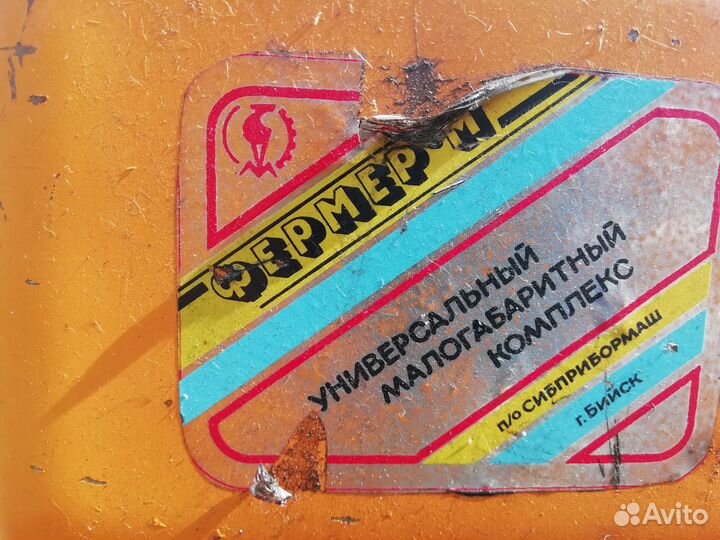 ФЕРМЕР М
УНИВЕРСАЛЬНЫЙ
МАЛОГАБАРИТНЫЙ
КОМПЛЕКС
п/о СИБПРИБОРМАШ
г. БИЙСК
Avito